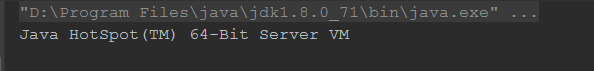 "D:\Program Files\java\jdk1.8.0_71\bin\java.exe" ...
Java HotSpot(TM) 64-Bit Server VM